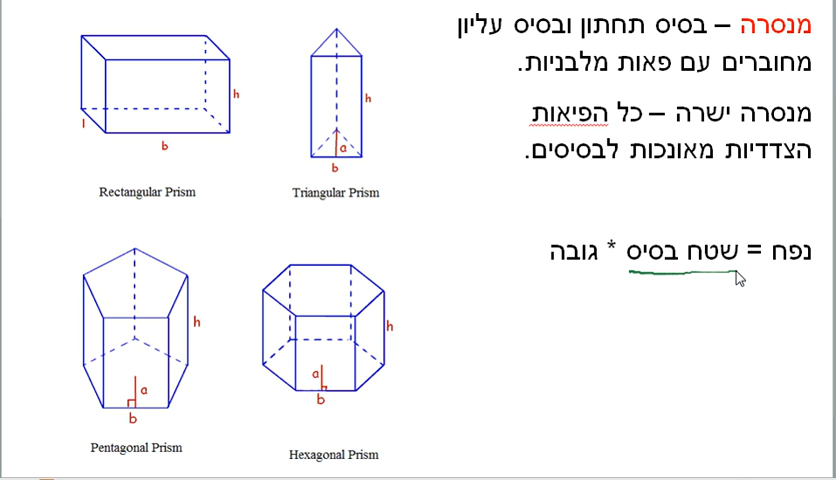 מנסרה – בסיס תחתון ובסיס עליון
מחוברים עם פאות מלבניות.
מנסרה ישרה – כל הפיאות
הצדדיות מאונכות לבסיסים.
נפח = שטח בסיס * גובה
h
l
b
Rectangular Prism
h
a
b
Triangular Prism
h
a
b
Pentagonal Prism
h
a
b
Hexagonal Prism